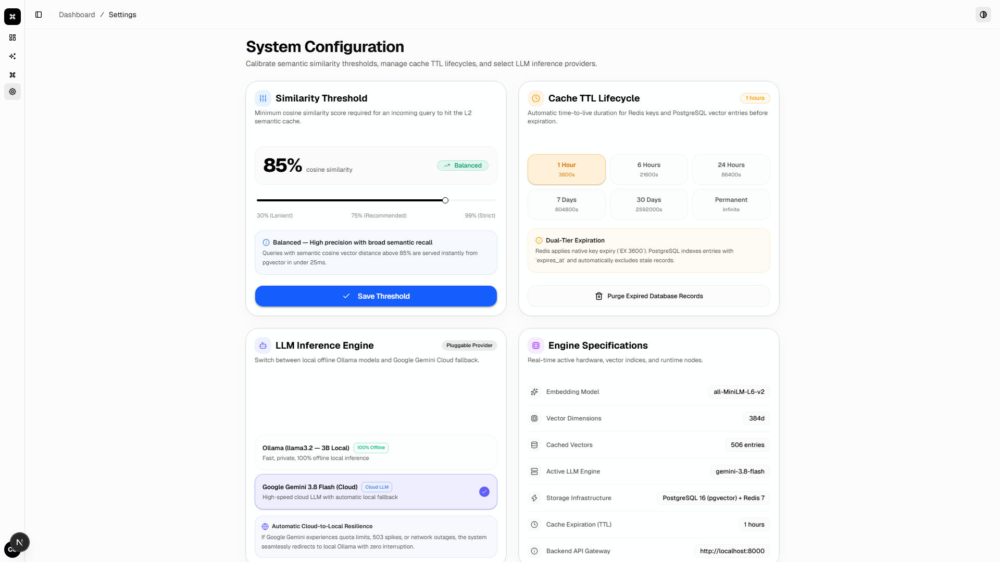 Dashboard / Settings
System Configuration
Calibrate semantic similarity thresholds, manage cache TTL lifecycles, and select LLM inference providers.
Similarity Threshold
Minimum cosine similarity score required for an incoming query to hit the L2
semantic cache.
85% cosine similarity
Balanced
30% (Lenient)
75% (Recommended)
99% (Strict)
Balanced — High precision with broad semantic recall
Queries with semantic cosine vector distance above 85% are served instantly from
pgvector in under 25ms.
Save Threshold
Cache TTL Lifecycle
1 hours
Automatic time-to-live duration for Redis keys and PostgreSQL vector entries before
expiration.
1 Hour
3600s
6 Hours
21600s
24 Hours
86400s
7 Days
604800s
30 Days
2592000s
Permanent
Infinite
Dual-Tier Expiration
Redis applies native key expiry (`EX 3600`). PostgreSQL indexes entries with
`expires_at` and automatically excludes stale records.
Purge Expired Database Records
LLM Inference Engine
Pluggable Provider
Switch between local offline Ollama models and Google Gemini Cloud fallback.
Ollama (llama3.2 — 3B Local)
100% Offline
Fast, private, 100% offline local inference
Google Gemini 3.8 Flash (Cloud)
Cloud LLM
High-speed cloud LLM with automatic local fallback
Automatic Cloud-to-Local Resilience
If Google Gemini experiences quota limits, 503 spikes, or network outages, the system
seamlessly redirects to local Ollama with zero interruption.
Engine Specifications
Real-time active hardware, vector indices, and runtime nodes.
Embedding Model
all-MiniLM-L6-v2
Vector Dimensions
384d
Cached Vectors
506 entries
Active LLM Engine
gemini-3.8-flash
Storage Infrastructure
PostgreSQL 16 (pgvector) + Redis 7
Cache Expiration (TTL)
1 hours
Backend API Gateway
http://localhost:8000
N